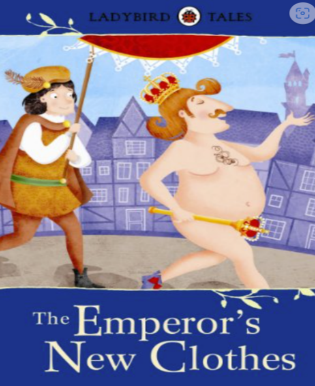 LADYBIRD TALES
The Emperor's
New Clothes